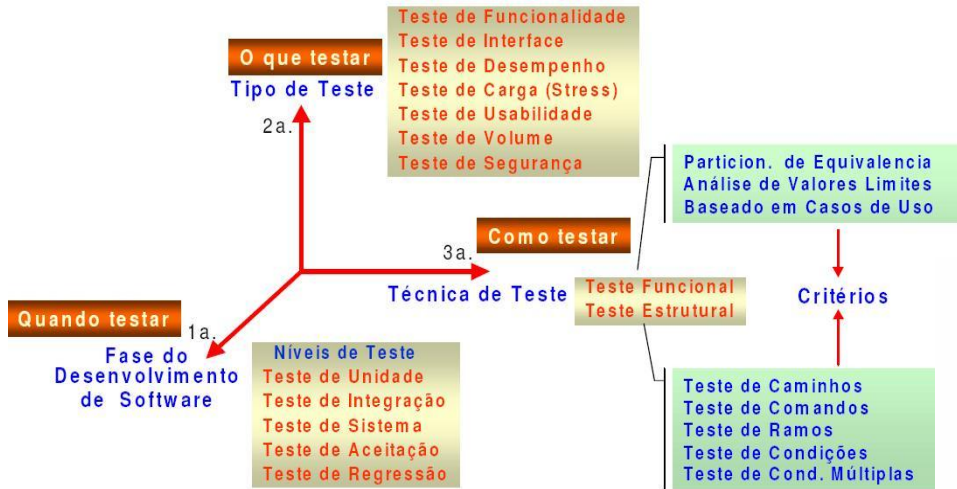 O que testar
Tipo de Teste
2a.
Teste de Funcionalidade
Teste de Interface
Teste de Desempenho
Teste de Carga (Stress)
Teste de Usabilidade
Teste de Volume
Teste de Segurança
Como testar
3a.
Técnica de Teste
Teste Funcional
Teste Estrutural
Particion. de Equivalencia
Análise de Valores Limites
Baseado em Casos de Uso
Critérios
Teste de Caminhos
Teste de Comandos
Teste de Ramos
Teste de Condições
Teste de Cond. Múltiplas
Quando testar
1a.
Fase do
Desenvolvimento
de Software
Níveis de Teste
Teste de Unidade
Teste de Integração
Teste de Sistema
Teste de Aceitação
Teste de Regressão